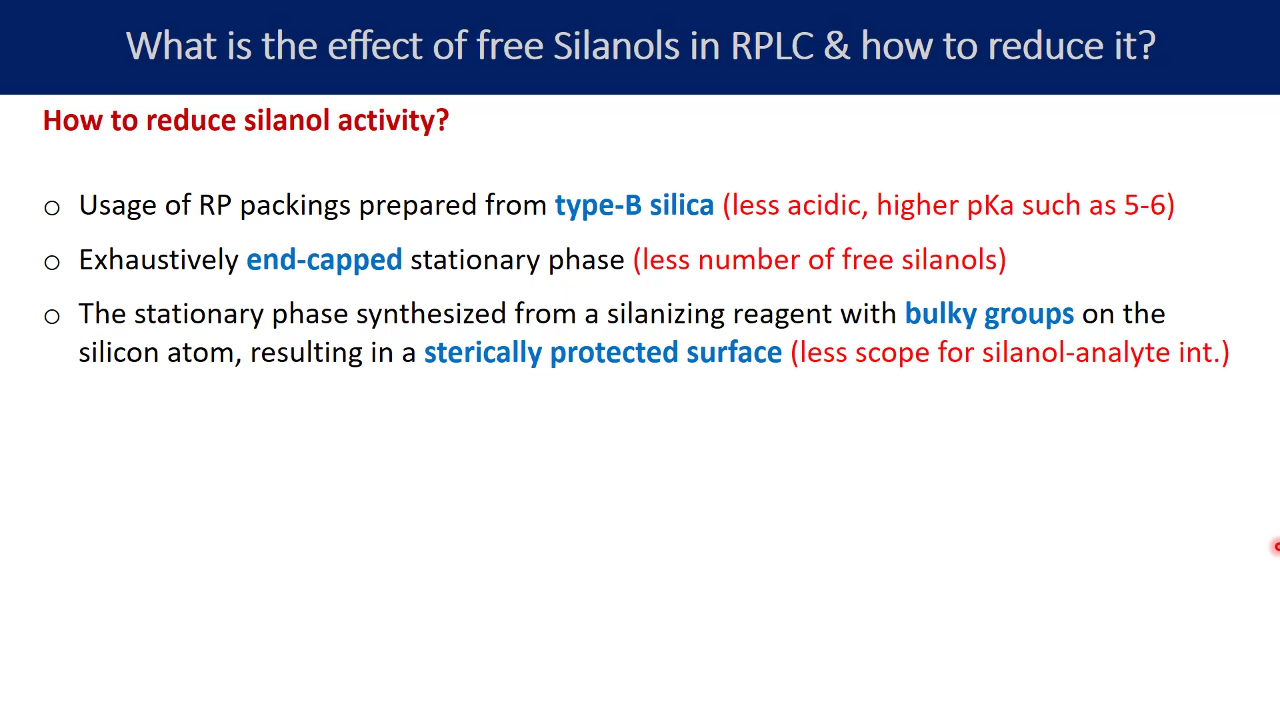 What is the effect of free Silanols in RPLC & how to reduce it?
How to reduce silanol activity?
o Usage of RP packings prepared from type-B silica (less acidic, higher pKa such as 5-6)
o Exhaustively end-capped stationary phase (less number of free silanols)
o The stationary phase synthesized from a silanizing reagent with bulky groups on the
silicon atom, resulting in a sterically protected surface (less scope for silanol-analyte int.)